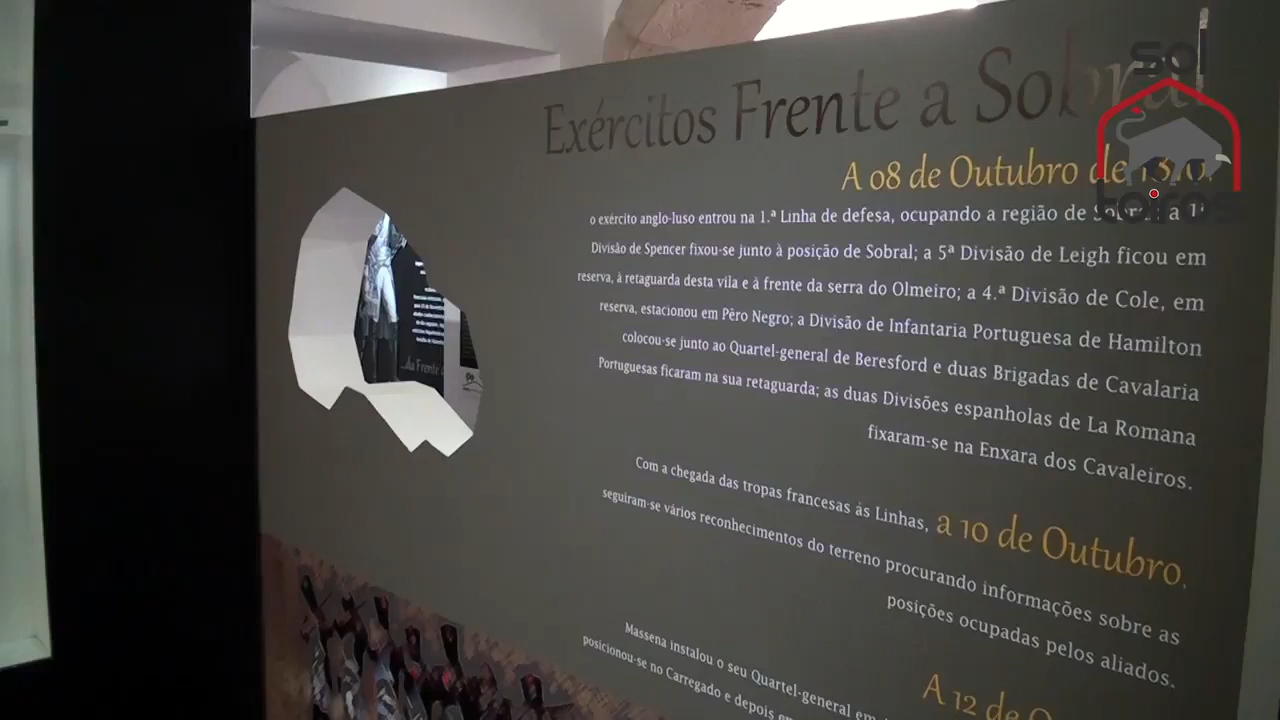 sol
toiros
Exércitos Frente a Sobral
A 08 de Outubro de 1810,
o exército anglo-luso entrou na 1.ª Linha de defesa, ocupando a região de Sobral; a 1ª
Divisão de Spencer fixou-se junto à posição de Sobral; a 5ª Divisão de Leigh ficou em
reserva, à retaguarda desta vila e à frente da serra do Olmeiro; a 4.ª Divisão de Cole, em
reserva, estacionou em Pêro Negro; a Divisão de Infantaria Portuguesa de Hamilton
colocou-se junto ao Quartel-general de Beresford e duas Brigadas de Cavalaria
Portuguesas ficaram na sua retaguarda; as duas Divisões espanholas de La Romana
fixaram-se na Enxara dos Cavaleiros.
Com a chegada das tropas francesas às Linhas, a 10 de Outubro,
seguiram-se vários reconhecimentos do terreno procurando informações sobre as
posições ocupadas pelos aliados.
A 12 de
Massena instalou o seu Quartel-general em
posicionou-se no Carregado e depois em
...da Frente